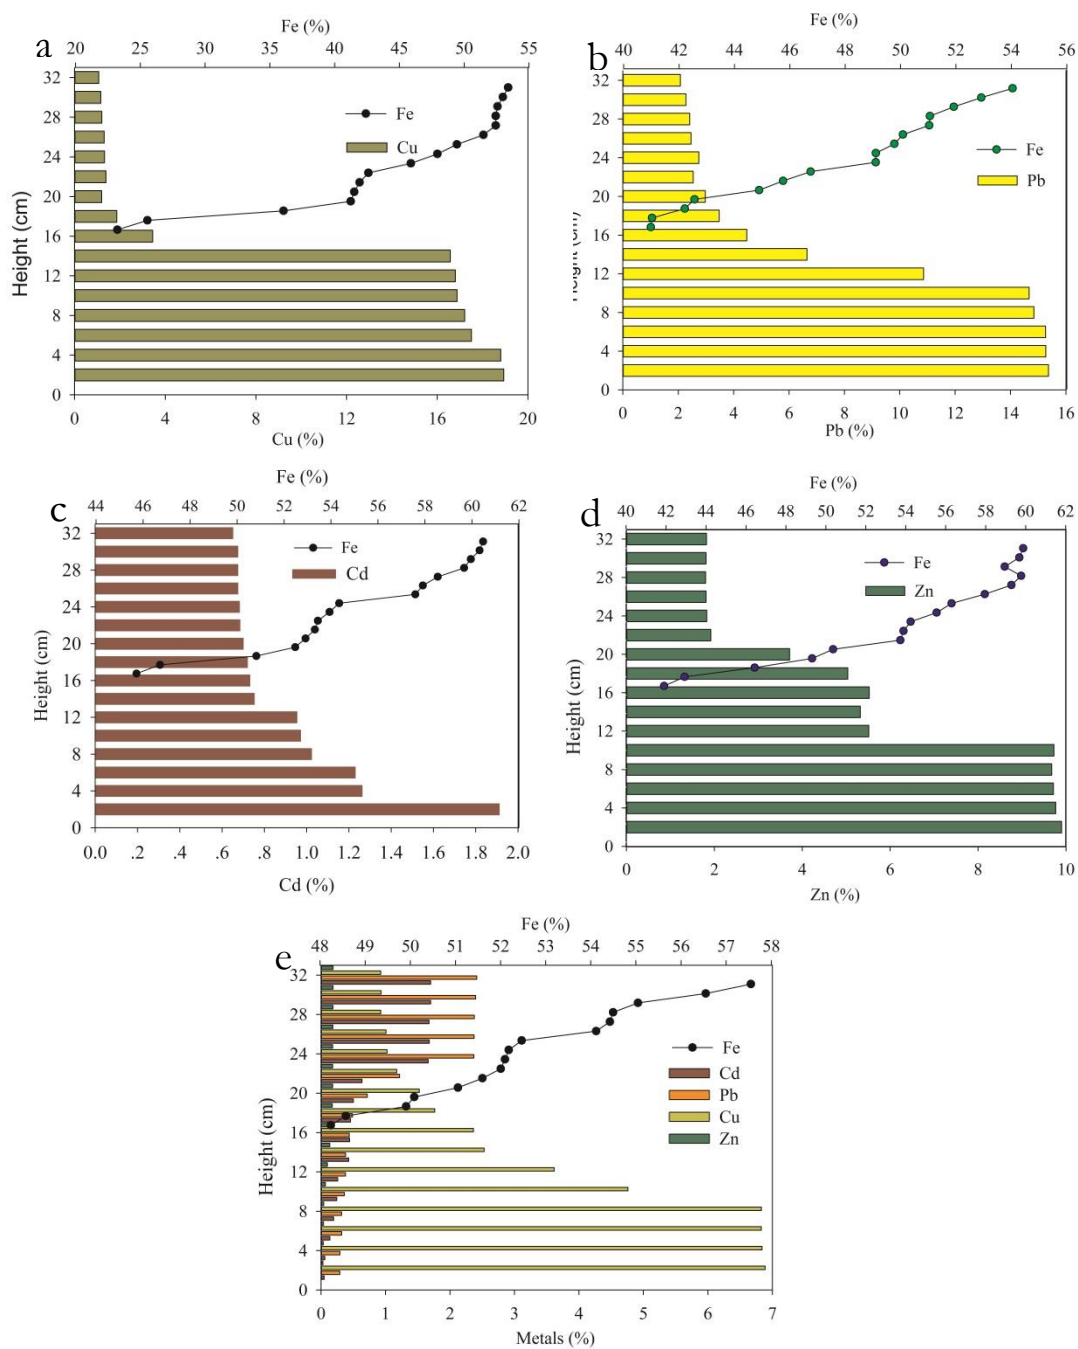 a
Fe (%)
20 25 30 35 40 45 50 55
32
28
24
20
16
12
8
4
0
Height (cm)
Fe
Cu
0 4 8 12 16 20
Cu (%)
b
Fe (%)
40 42 44 46 48 50 52 54 56
32
28
24
20
16
12
8
4
0
Height (cm)
Fe
Pb
0 2 4 6 8 10 12 14 16
Pb (%)
c
Fe (%)
44 46 48 50 52 54 56 58 60 62
32
28
24
20
16
12
8
4
0
Height (cm)
Fe
Cd
0.0 .2 .4 .6 .8 1.0 1.2 1.4 1.6 1.8 2.0
Cd (%)
d
Fe (%)
40 42 44 46 48 50 52 54 56 58 60 62
32
28
24
20
16
12
8
4
0
Height (cm)
Fe
Zn
0 2 4 6 8 10
Zn (%)
e
Fe (%)
48 49 50 51 52 53 54 55 56 57 58
32
28
24
20
16
12
8
4
0
Height (cm)
Fe
Cd
Pb
Cu
Zn
0 1 2 3 4 5 6 7
Metals (%)